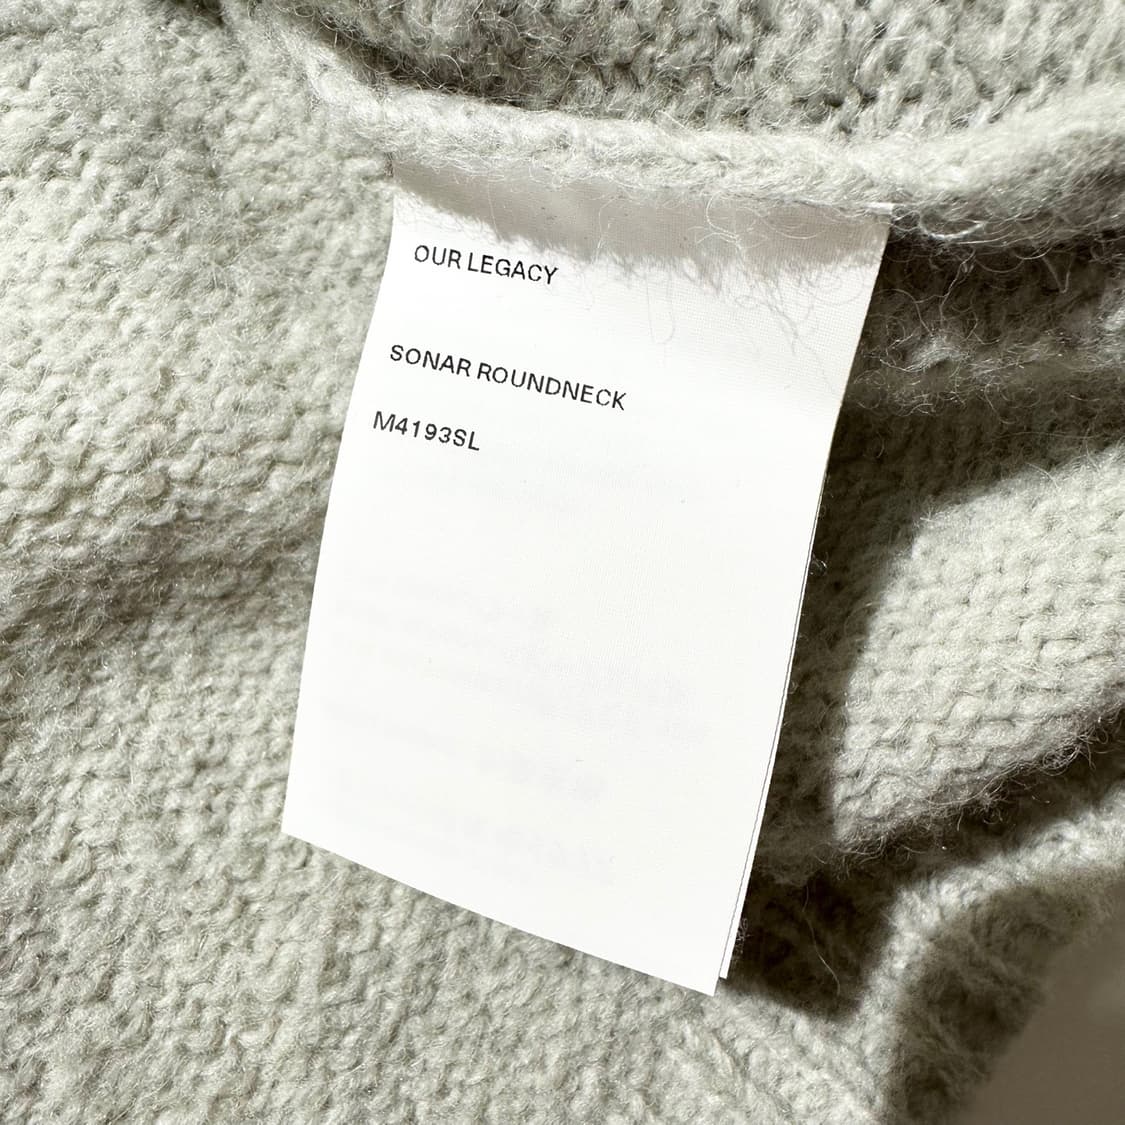 OUR LEGACY
SONAR ROUNDNECK
M4193SL